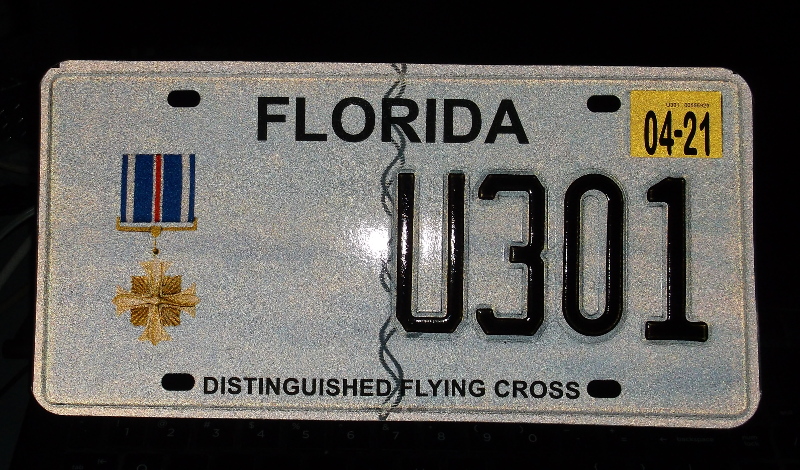 FLORIDA
04-21
U301
DISTINGUISHED FLYING CROSS